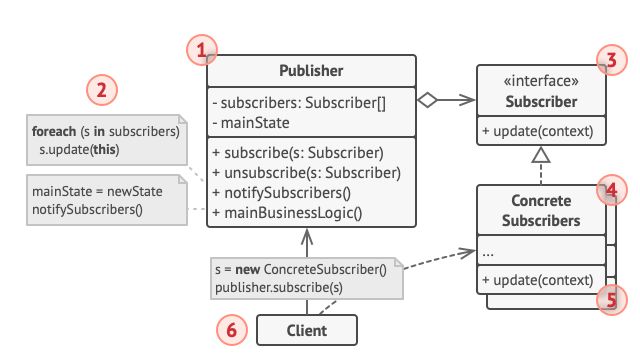 1
Publisher
- subscribers: Subscriber[]
- mainState
+ subscribe(s: Subscriber)
+ unsubscribe(s: Subscriber)
+ notifySubscribers()
+ mainBusinessLogic()
2
foreach (s in subscribers)
s.update(this)
mainState = newState
notifySubscribers()
3
«interface»
Subscriber
+ update(context)
4
Concrete
Subscribers
...
+ update(context)
5
s = new ConcreteSubscriber()
publisher.subscribe(s)
6
Client